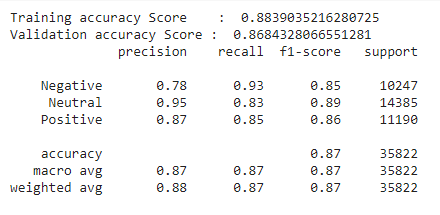 Training accuracy Score    :  0.8839035216280725
Validation accuracy Score :  0.8684328066551281
precision    recall  f1-score   support
Negative       0.78      0.93      0.85     10247
Neutral       0.95      0.83      0.89     14385
Positive       0.87      0.85      0.86     11190
accuracy                           0.87     35822
macro avg       0.87      0.87      0.87     35822
weighted avg       0.88      0.87      0.87     35822